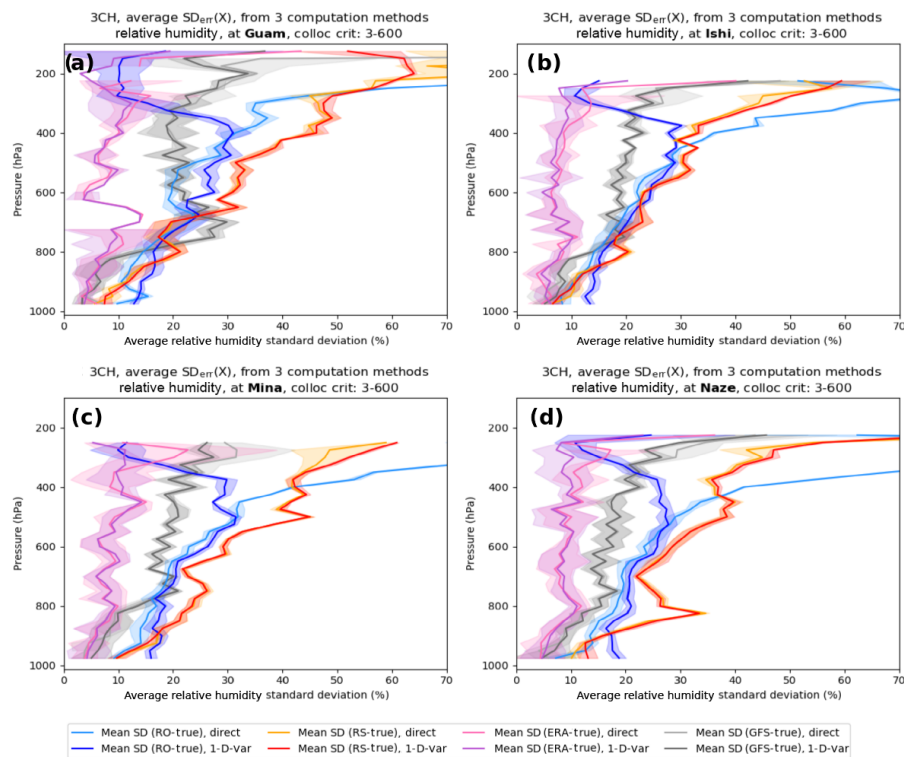 3CH, average SDerr(X), from 3 computation methods
relative humidity, at Guam, colloc crit: 3-600
(a)
200
400
600
800
1000
Pressure (hPa)
0 10 20 30 40 50 60 70
Average relative humidity standard deviation (%)
3CH, average SDerr(X), from 3 computation methods
relative humidity, at Ishi, colloc crit: 3-600
(b)
200
400
600
800
1000
Pressure (hPa)
0 10 20 30 40 50 60 70
Average relative humidity standard deviation (%)
3CH, average SDerr(X), from 3 computation methods
relative humidity, at Mina, colloc crit: 3-600
(c)
200
400
600
800
1000
Pressure (hPa)
0 10 20 30 40 50 60 70
Average relative humidity standard deviation (%)
3CH, average SDerr(X), from 3 computation methods
relative humidity, at Naze, colloc crit: 3-600
(d)
200
400
600
800
1000
Pressure (hPa)
0 10 20 30 40 50 60 70
Average relative humidity standard deviation (%)
Mean SD (RO-true), direct Mean SD (RS-true), direct Mean SD (ERA-true), direct Mean SD (GFS-true), direct
Mean SD (RO-true), 1-D-var Mean SD (RS-true), 1-D-var Mean SD (ERA-true), 1-D-var Mean SD (GFS-true), 1-D-var